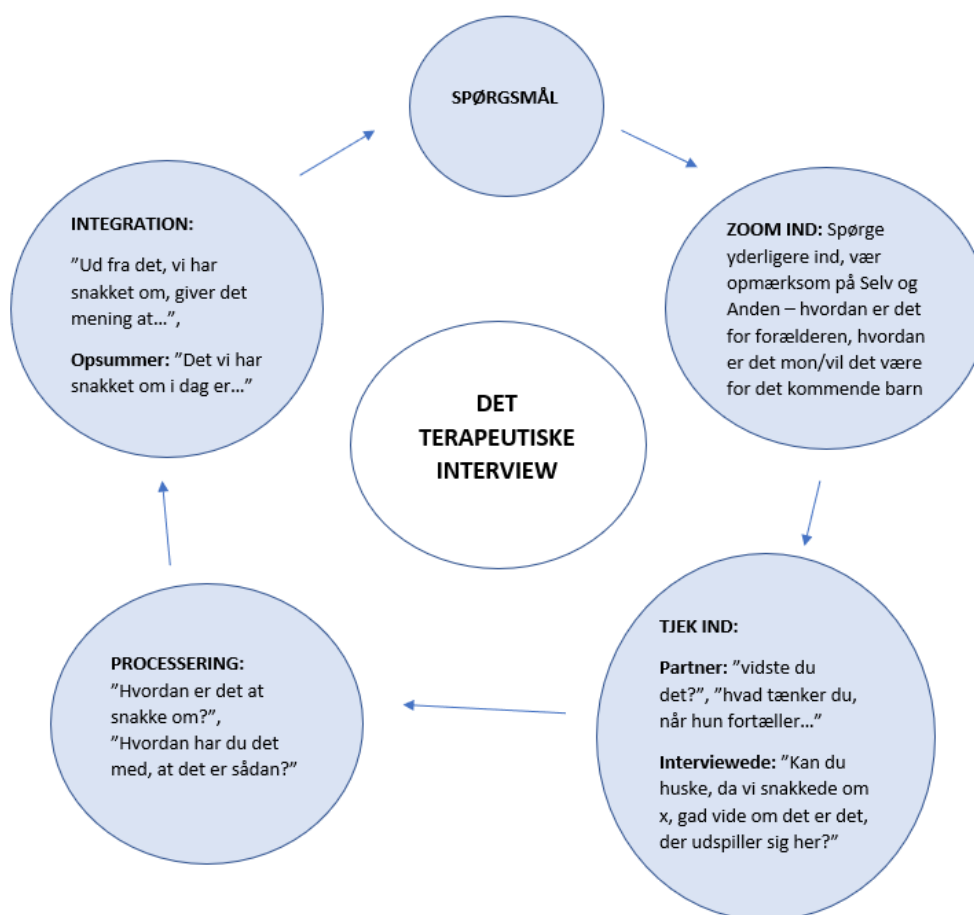 SPØRGSMÅL
ZOOM IND: Spørge
yderligere ind, vær
opmærksom på Selv og
Anden – hvordan er det
for forælderen, hvordan
er det mon/vil det være
for det kommende barn
TJEK IND:
Partner: ”vidste du
det?”, ”hvad tænker du,
når hun fortæller…”
Interviewede: ”Kan du
huske, da vi snakkede om
x, gad vide om det er det,
der udspiller sig her?”
PROCESSERING:
”Hvordan er det at
snakke om?”,
”Hvordan har du det
med, at det er sådan?”
INTEGRATION:
”Ud fra det, vi har
snakket om, giver det
mening at…”,
Opsummer: ”Det vi har
snakket om i dag er…”
DET
TERAPEUTISKE
INTERVIEW